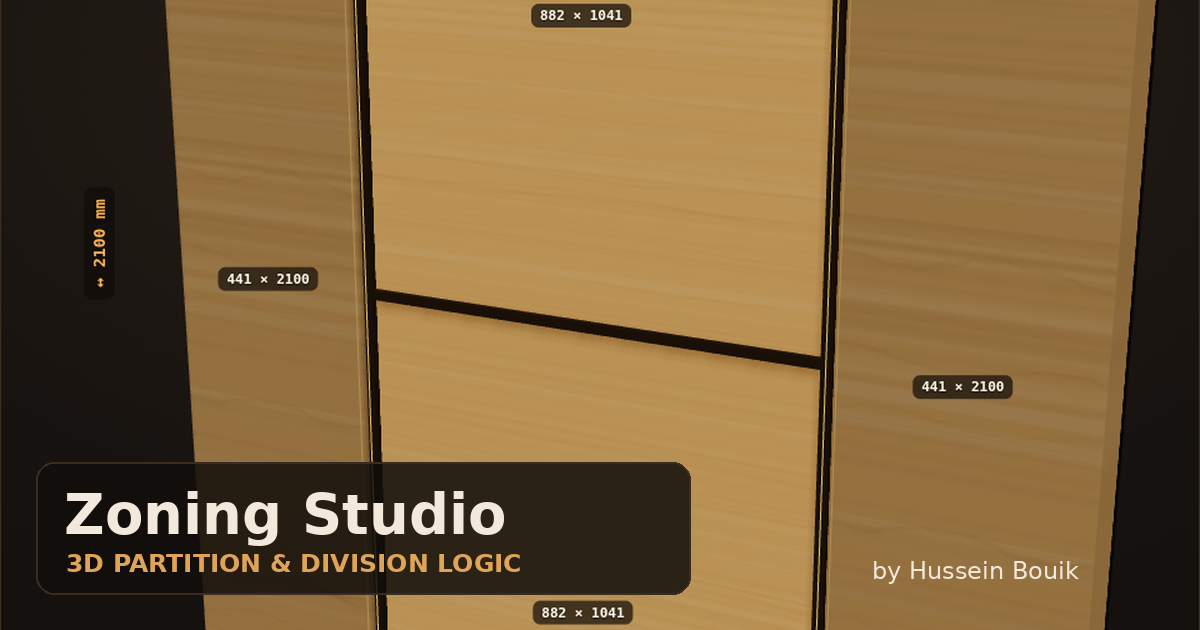 882 × 1041
↔ 2100 mm
441 × 2100
441 × 2100
Zoning Studio
3D PARTITION & DIVISION LOGIC
by Hussein Bouik
882 × 1041